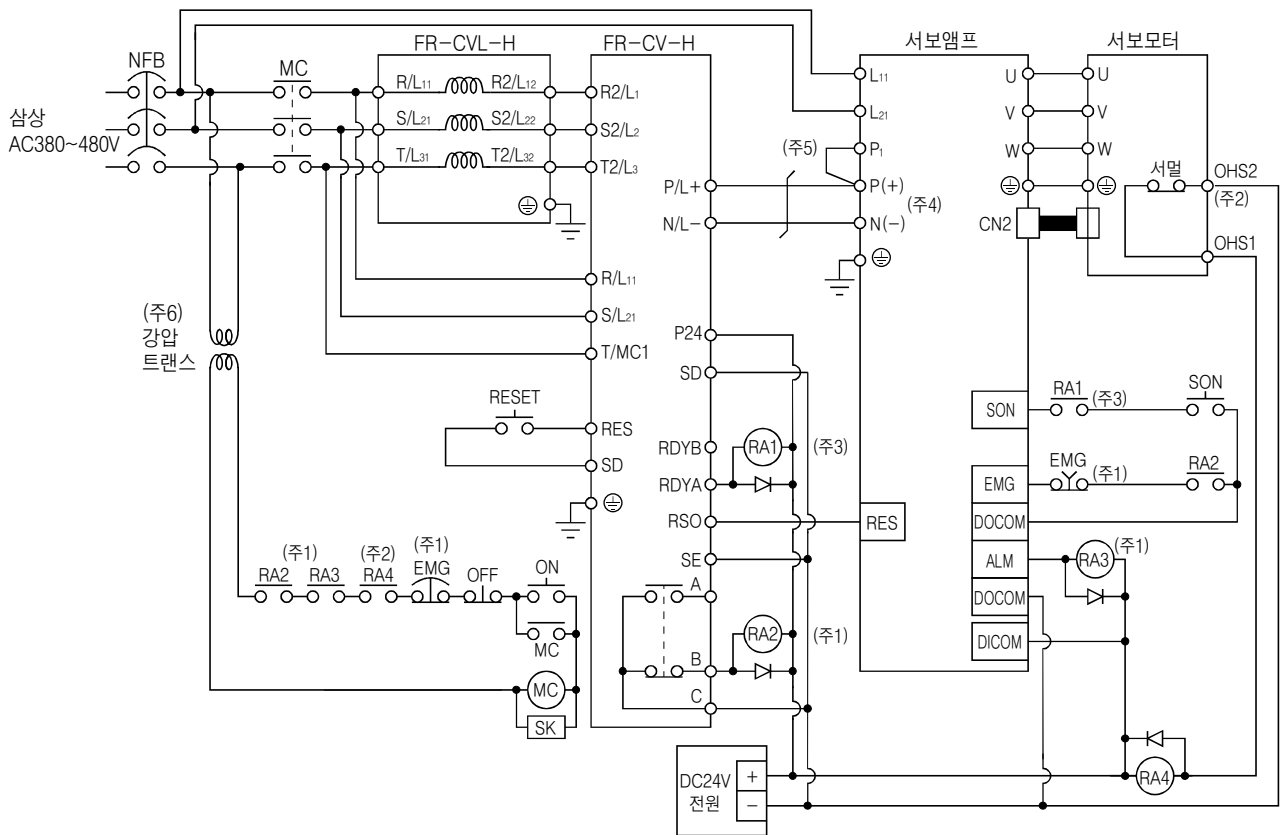 FR-CVL-H
FR-CV-H
서보앰프
서보모터
NFB
MC
삼상
AC380~480V
R/L11
R2/L12
S/L21
S2/L22
T/L31
T2/L32
R2/L1
S2/L2
T2/L3
P/L+
N/L-
R/L11
S/L21
T/MC1
P24
SD
RES
SD
RDYB
RDYA
RSO
SE
A
B
C
L11
L21
P1
P(+)
N(-)
(주5)
(주4)
U
V
W
U
V
W
CN2
서멀
OHS2
(주2)
OHS1
(주6)
강압
트랜스
RESET
RA1
(주3)
RA2
(주1)
RES
SON
RA1
(주3)
SON
EMG
EMG
(주1)
RA2
DOCOM
ALM
RA3
(주1)
DOCOM
DICOM
(주1)
RA2
RA3
(주2)
RA4
(주1)
EMG
OFF
ON
MC
MC
SK
DC24V
전원
+
-
RA4